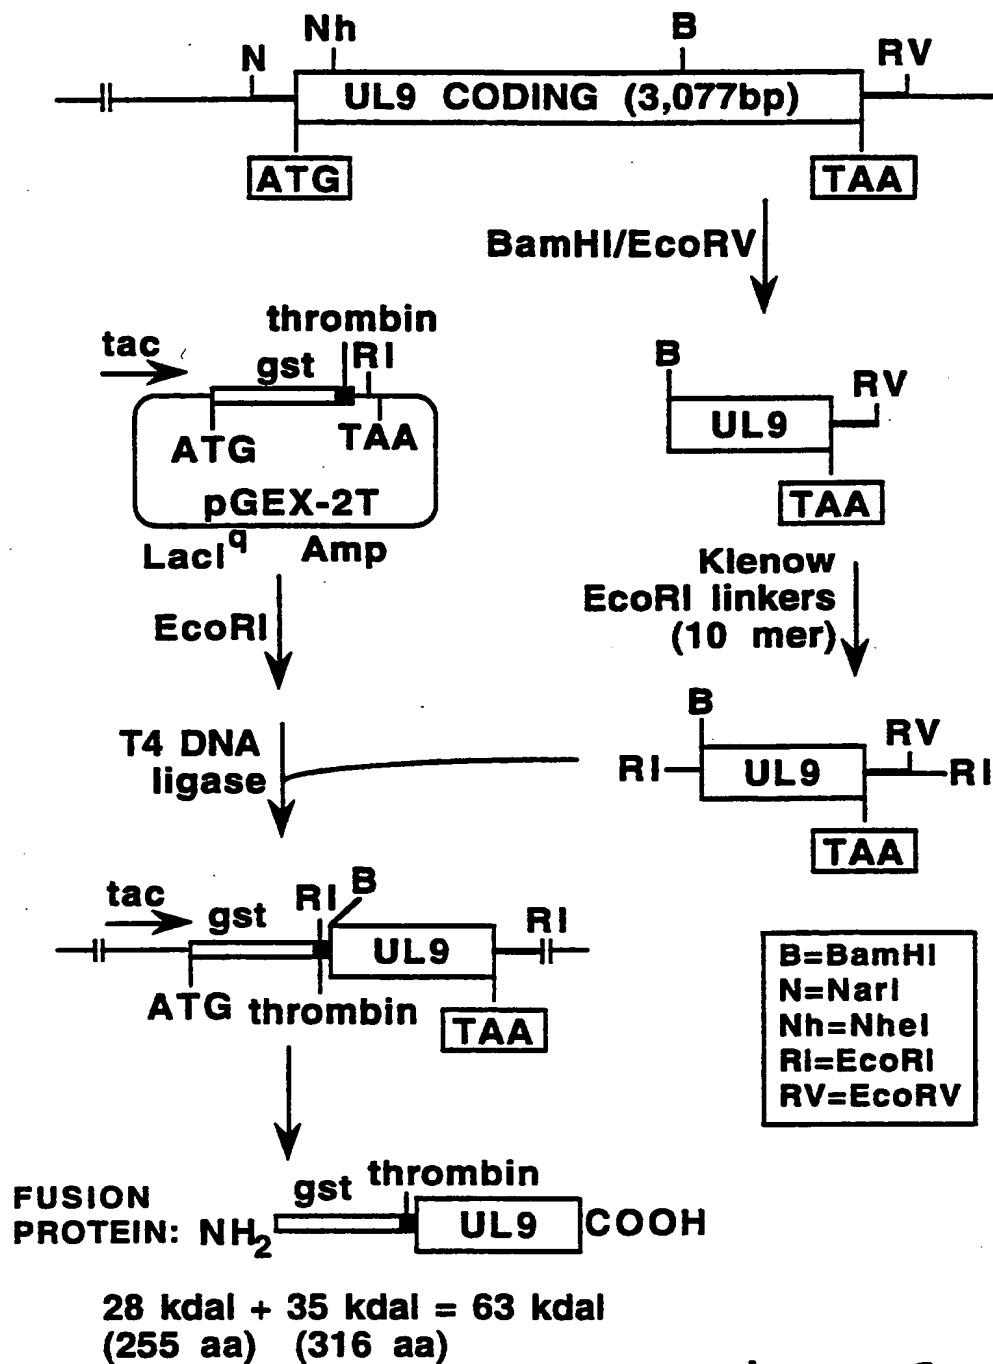 Nh
B
N
RV
UL9 CODING (3,077bp)
ATG
TAA
BamHI/EcoRV
thrombin
tac
gst
RI
ATG
TAA
pGEX-2T
LacIq
Amp
B
RV
UL9
TAA
EcoRI
Klenow
EcoRI linkers
(10 mer)
T4 DNA
ligase
B
RV
RI
UL9
RI
TAA
tac
gst
RI
B
RI
UL9
ATG
thrombin
TAA
B=BamHI
N=NarI
Nh=NheI
RI=EcoRI
RV=EcoRV
FUSION
PROTEIN:
NH2
gst
thrombin
UL9
COOH
28 kdal + 35 kdal = 63 kdal
(255 aa) (316 aa)